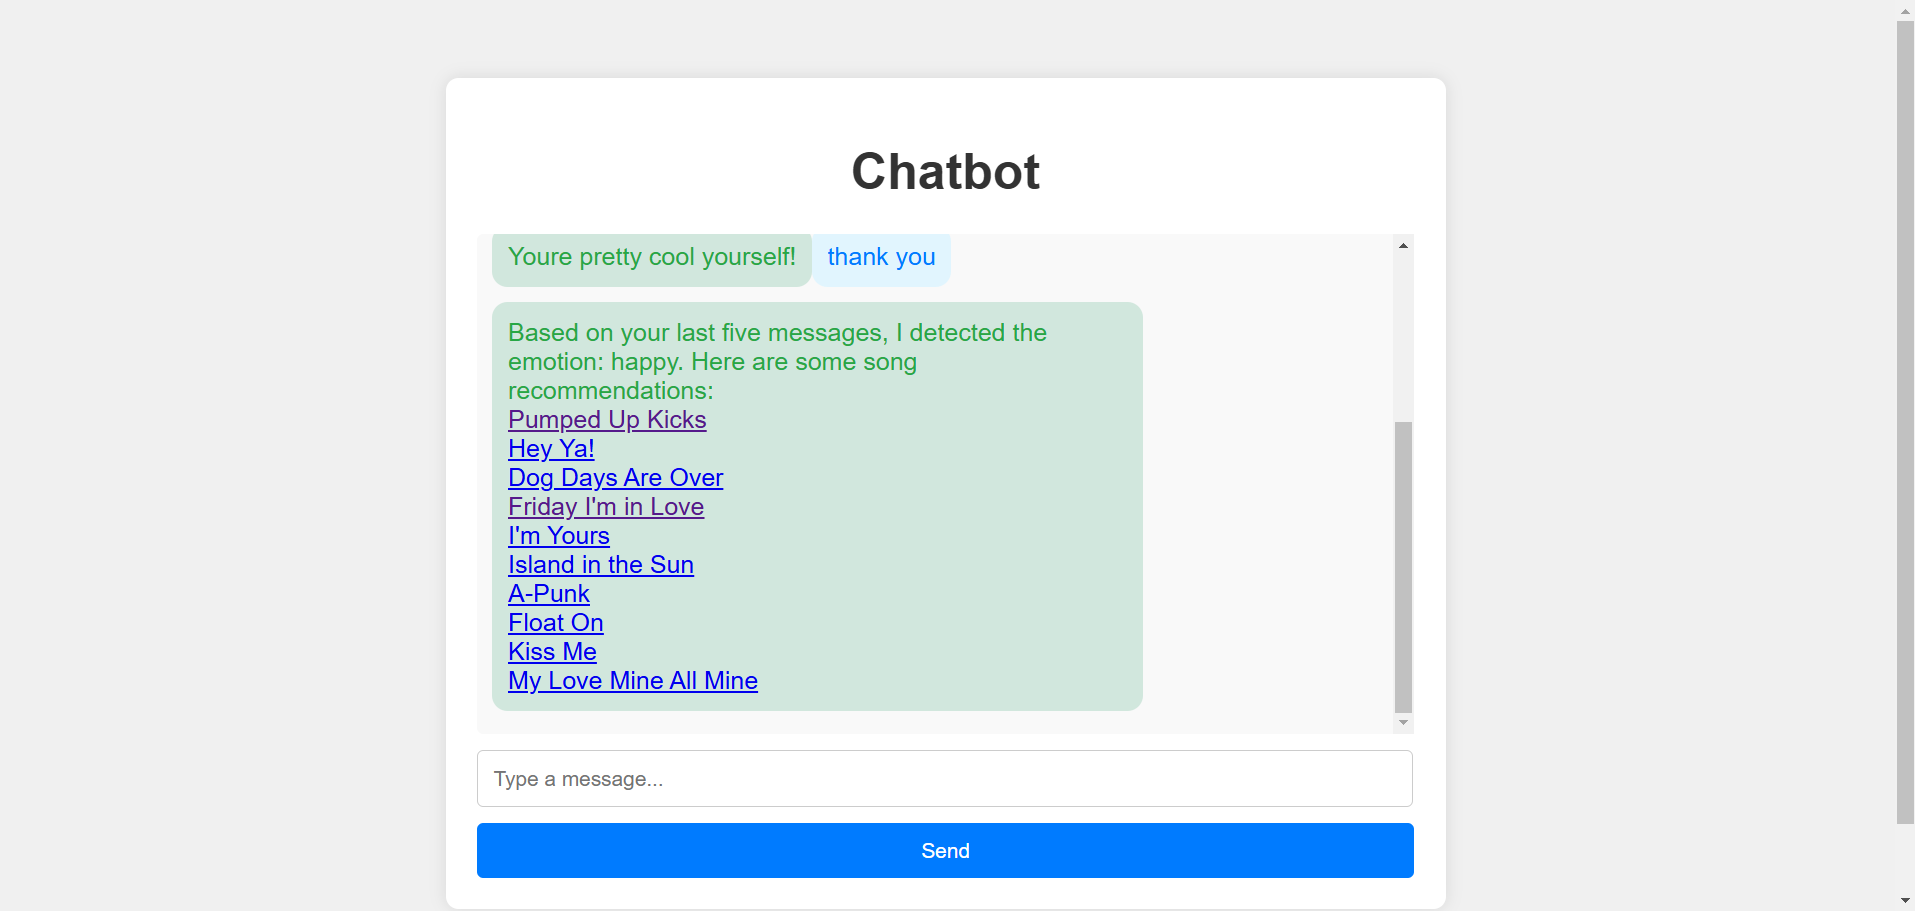 Chatbot
Youre pretty cool yourself!
thank you
Based on your last five messages, I detected the
emotion: happy. Here are some song
recommendations:
Pumped Up Kicks
Hey Ya!
Dog Days Are Over
Friday I'm in Love
I'm Yours
Island in the Sun
A-Punk
Float On
Kiss Me
My Love Mine All Mine
Type a message...
Send